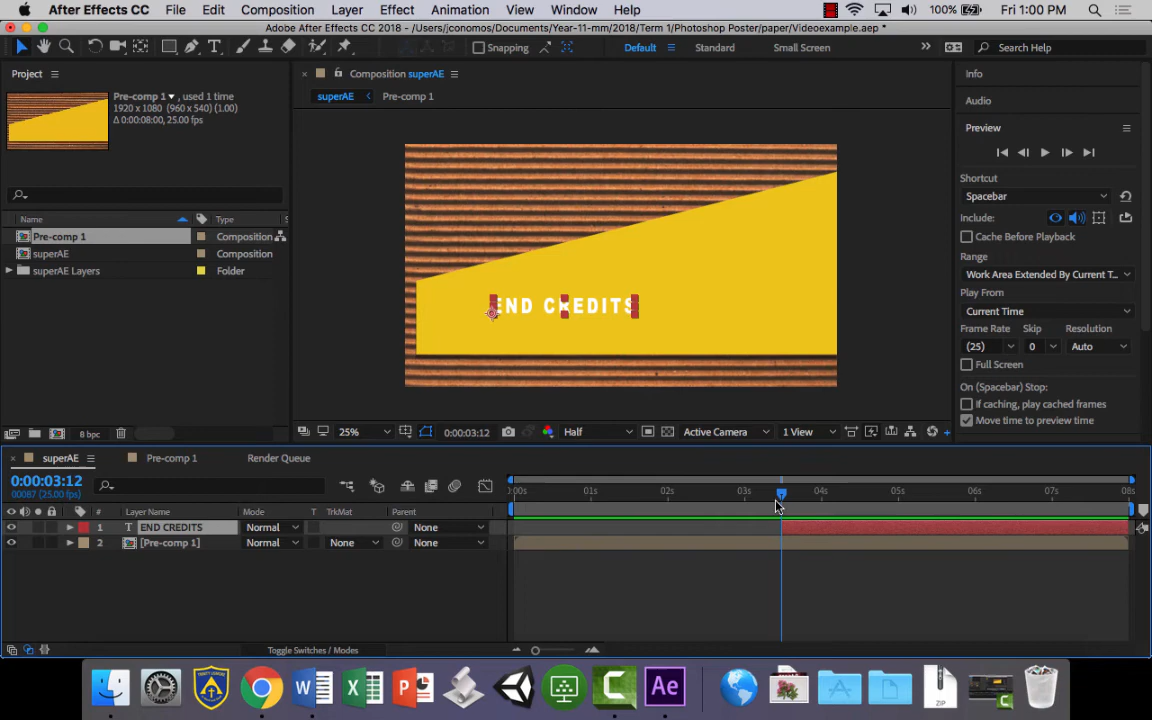 After Effects CC File Edit Composition Layer Effect Animation View Window Help 100% Fri 1:00 PM
Adobe After Effects CC 2018 - /Users/jconomos/Documents/Year-11-mm/2018/Term 1/Photoshop Poster/paper/Videoexample.aep *
Snapping Default Standard Small Screen Search Help
Project
Pre-comp 1 , used 1 time
1920 x 1080 (960 x 540) (1.00)
Δ 0:00:08:00, 25.00 fps
Name Type
Pre-comp 1 Composition
superAE Composition
superAE Layers Folder
8 bpc
Composition superAE
superAE Pre-comp 1
END CREDITS
25% 0:00:03:12 Half Active Camera 1 View
Info
Audio
Preview
Shortcut
Spacebar
Include:
Cache Before Playback
Range
Work Area Extended By Current T...
Play From
Current Time
Frame Rate Skip Resolution
(25) 0 Auto
Full Screen
On (Spacebar) Stop:
If caching, play cached frames
Move time to preview time
superAE Pre-comp 1 Render Queue
0:00:03:12
00087 (25.00 fps)
:00s 01s 02s 03s 04s 05s 06s 07s 08s
# Layer Name Mode T TrkMat Parent
1 T END CREDITS Normal None
2 [Pre-comp 1] Normal None None
Toggle Switches / Modes
W X P C Ae ZIP